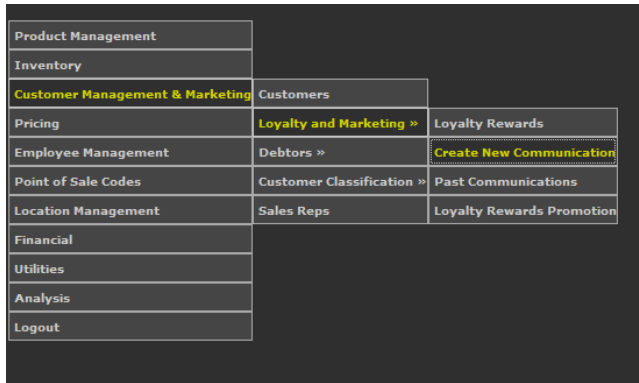 Product Management
Inventory
Customer Management & Marketing
Customers
Pricing
Loyalty and Marketing »
Loyalty Rewards
Employee Management
Debtors »
Create New Communication
Point of Sale Codes
Customer Classification »
Past Communications
Location Management
Sales Reps
Loyalty Rewards Promotion
Financial
Utilities
Analysis
Logout